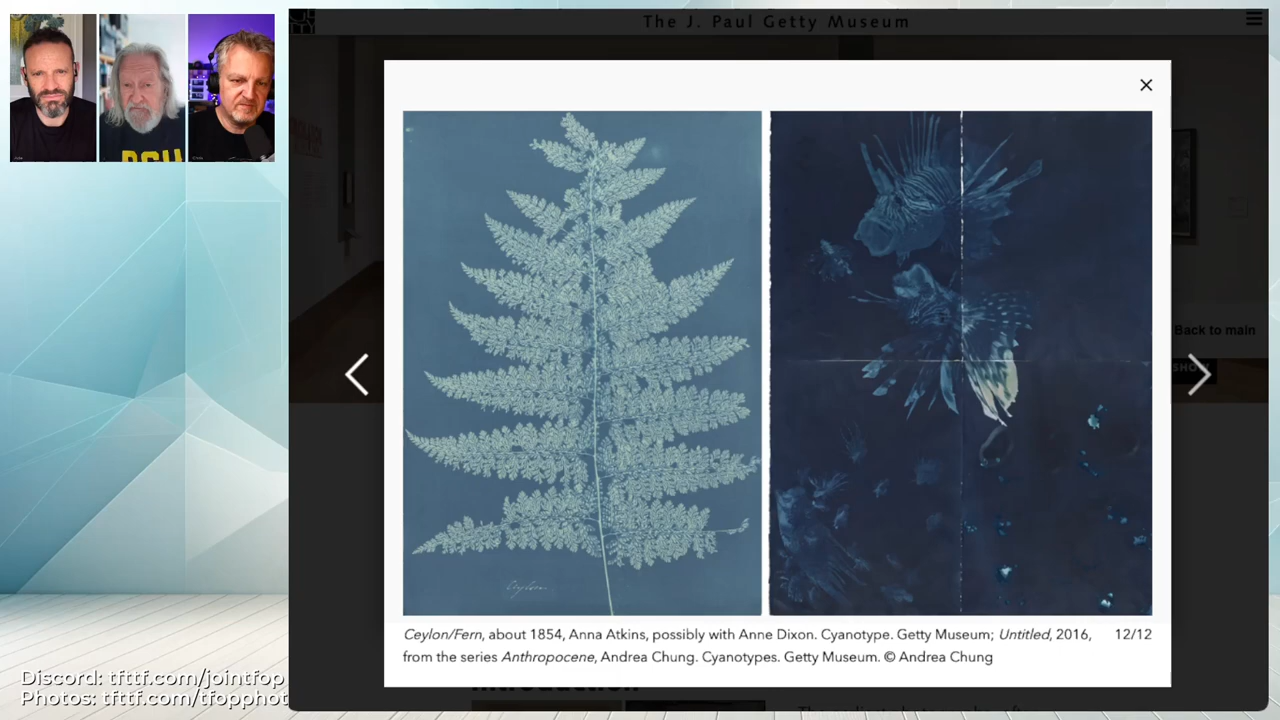 The J. Paul Getty Museum
Back to main
Ceylon
Ceylon/Fern, about 1854, Anna Atkins, possibly with Anne Dixon. Cyanotype. Getty Museum; Untitled, 2016,
12/12
from the series Anthropocene, Andrea Chung. Cyanotypes. Getty Museum. © Andrea Chung
Discord: tfttf.com/jointfop
Photos: tfttf.com/tfopphot